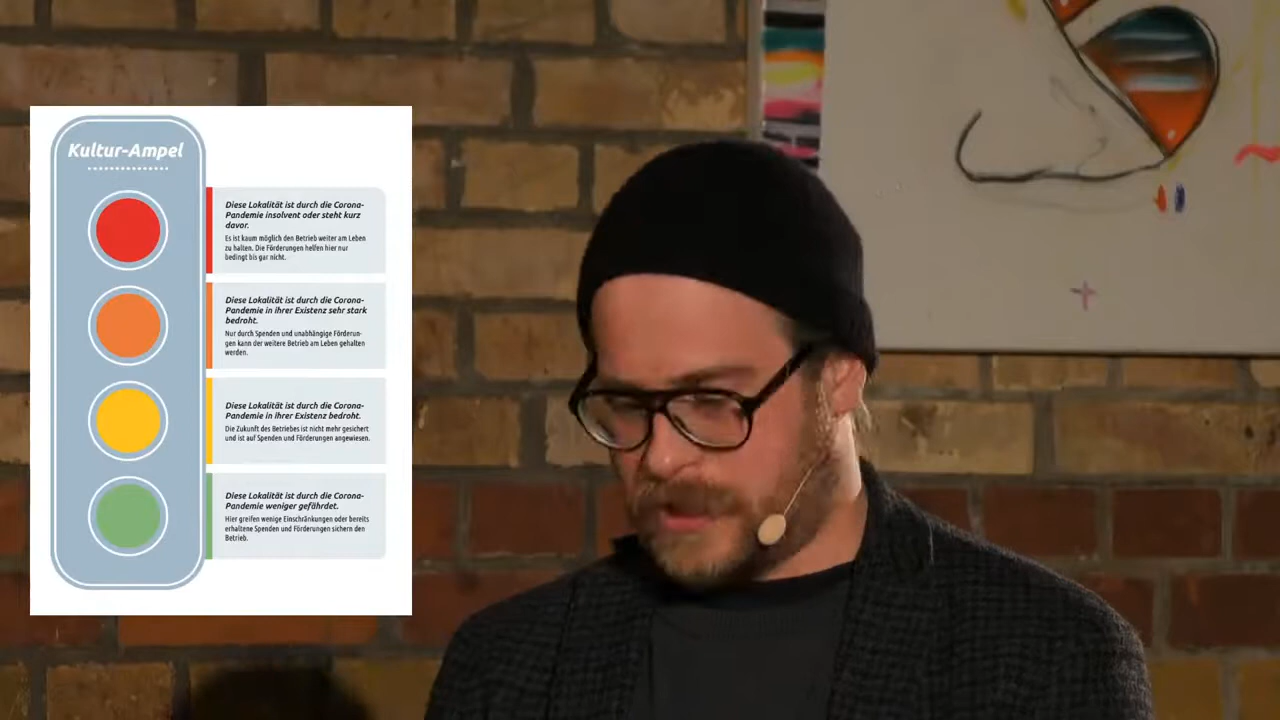 Kultur-Ampel
Diese Lokalität ist durch die Corona-
Pandemie insolvent oder steht kurz
davor.
Es ist kaum möglich den Betrieb weiter am Leben
zu halten. Die Förderungen helfen hier nur
bedingt bis gar nicht.
Diese Lokalität ist durch die Corona-
Pandemie in ihrer Existenz sehr stark
bedroht.
Nur durch Spenden und unabhängige Förderun-
gen kann der weitere Betrieb am Leben gehalten
werden.
Diese Lokalität ist durch die Corona-
Pandemie in ihrer Existenz bedroht.
Die Zukunft des Betriebes ist nicht mehr gesichert
und ist auf Spenden und Förderungen angewiesen.
Diese Lokalität ist durch die Corona-
Pandemie weniger gefährdet.
Hier greifen wenige Einschränkungen oder bereits
erhaltene Spenden und Förderungen sichern den
Betrieb.